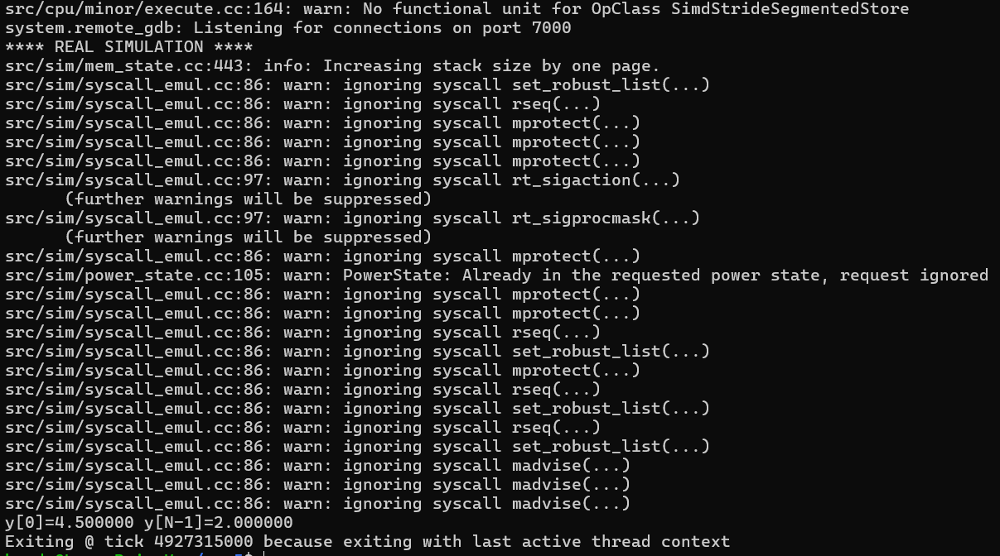 src/cpu/minor/execute.cc:164: warn: No functional unit for OpClass SimdStrideSegmentedStore
system.remote_gdb: Listening for connections on port 7000
**** REAL SIMULATION ****
src/sim/mem_state.cc:443: info: Increasing stack size by one page.
src/sim/syscall_emul.cc:86: warn: ignoring syscall set_robust_list(...)
src/sim/syscall_emul.cc:86: warn: ignoring syscall rseq(...)
src/sim/syscall_emul.cc:86: warn: ignoring syscall mprotect(...)
src/sim/syscall_emul.cc:86: warn: ignoring syscall mprotect(...)
src/sim/syscall_emul.cc:86: warn: ignoring syscall mprotect(...)
src/sim/syscall_emul.cc:97: warn: ignoring syscall rt_sigaction(...)
      (further warnings will be suppressed)
src/sim/syscall_emul.cc:97: warn: ignoring syscall rt_sigprocmask(...)
      (further warnings will be suppressed)
src/sim/syscall_emul.cc:86: warn: ignoring syscall mprotect(...)
src/sim/power_state.cc:105: warn: PowerState: Already in the requested power state, request ignored
src/sim/syscall_emul.cc:86: warn: ignoring syscall mprotect(...)
src/sim/syscall_emul.cc:86: warn: ignoring syscall mprotect(...)
src/sim/syscall_emul.cc:86: warn: ignoring syscall rseq(...)
src/sim/syscall_emul.cc:86: warn: ignoring syscall set_robust_list(...)
src/sim/syscall_emul.cc:86: warn: ignoring syscall mprotect(...)
src/sim/syscall_emul.cc:86: warn: ignoring syscall rseq(...)
src/sim/syscall_emul.cc:86: warn: ignoring syscall set_robust_list(...)
src/sim/syscall_emul.cc:86: warn: ignoring syscall rseq(...)
src/sim/syscall_emul.cc:86: warn: ignoring syscall set_robust_list(...)
src/sim/syscall_emul.cc:86: warn: ignoring syscall madvise(...)
src/sim/syscall_emul.cc:86: warn: ignoring syscall madvise(...)
src/sim/syscall_emul.cc:86: warn: ignoring syscall madvise(...)
y[0]=4.500000 y[N-1]=2.000000
Exiting @ tick 4927315000 because exiting with last active thread context